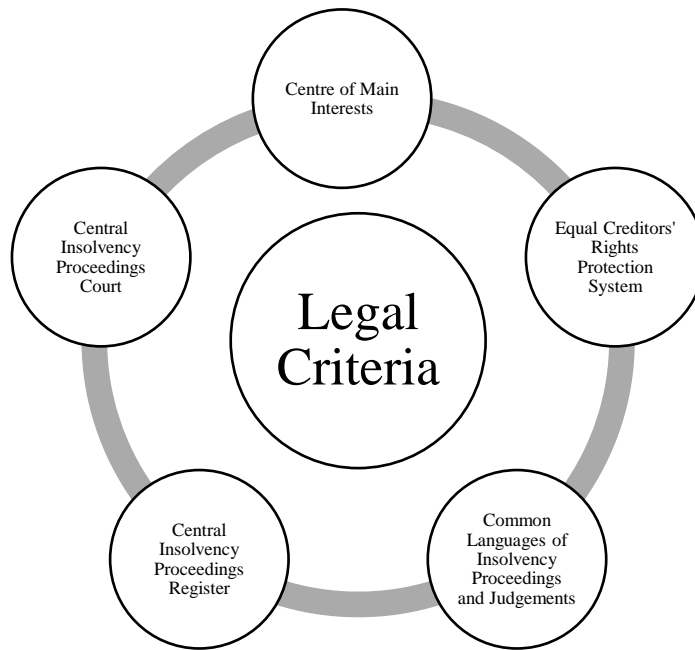 Centre of Main
Interests
Equal Creditors'
Rights
Protection
System
Common
Languages of
Insolvency
Proceedings
and Judgements
Central
Insolvency
Proceedings
Register
Central
Insolvency
Proceedings
Court
Legal
Criteria